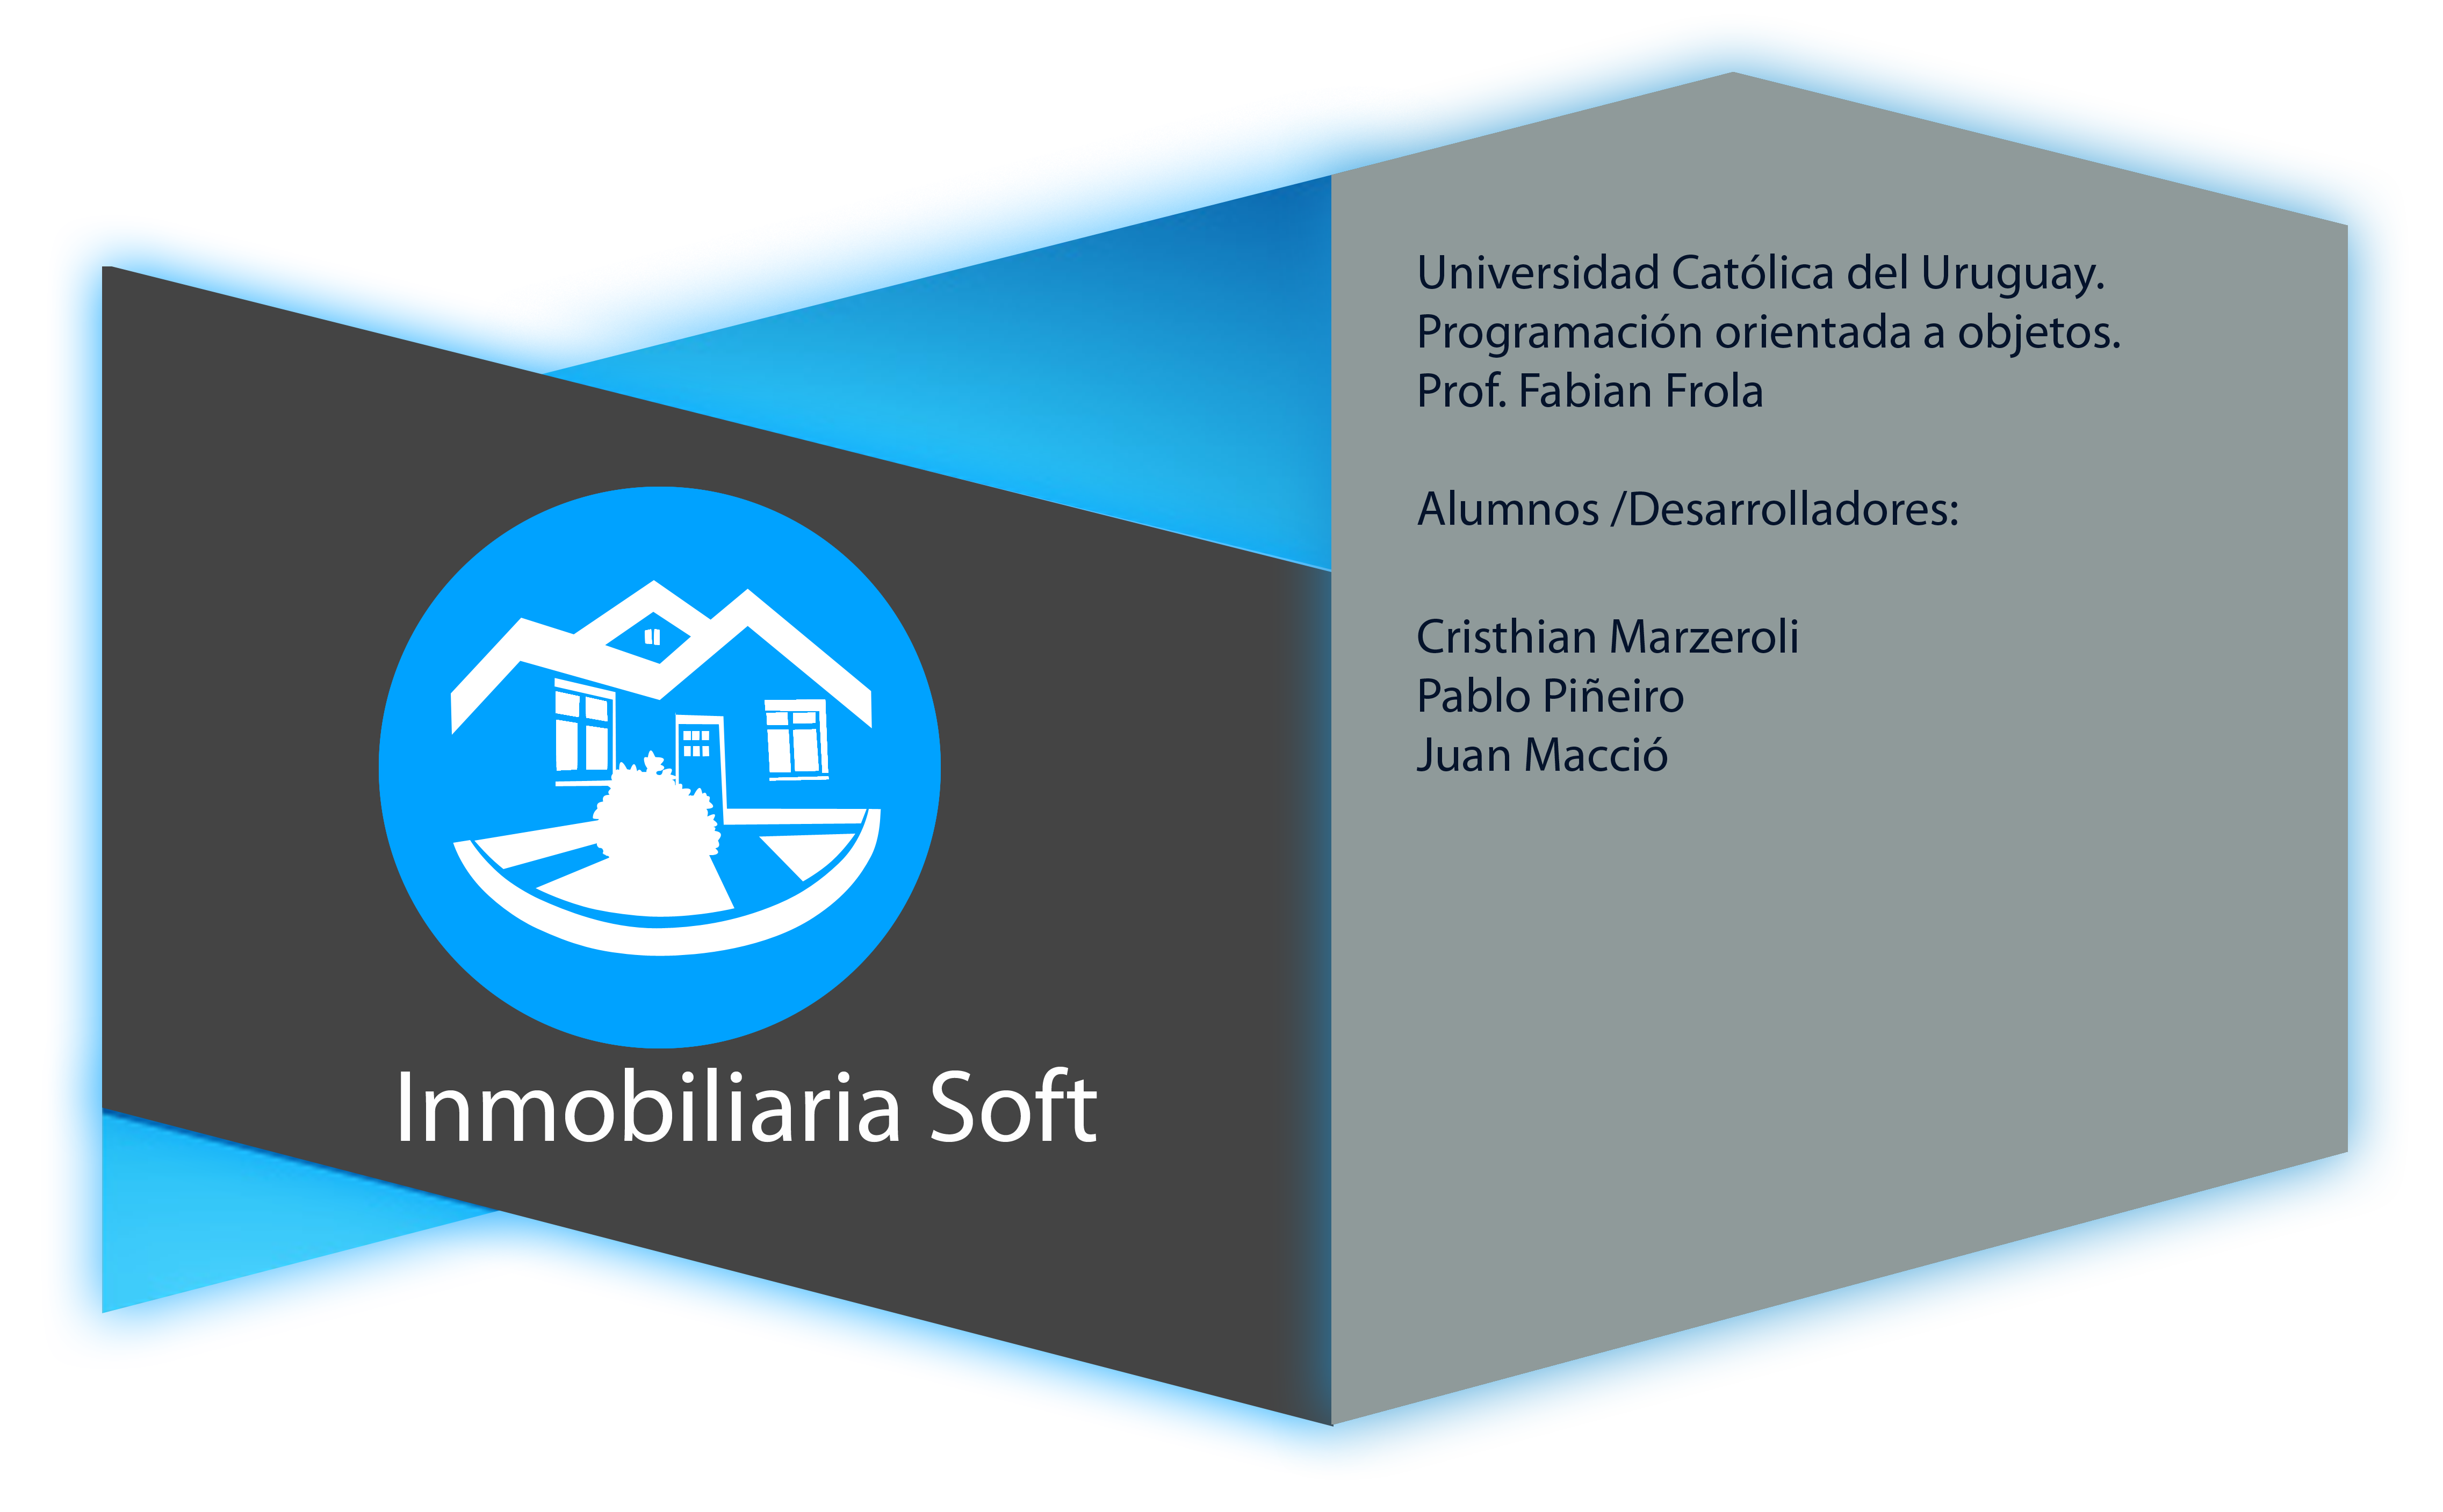 Universidad Católica del Uruguay.
Programación orientada a objetos.
Prof. Fabian Frola
Alumnos /Desarrolladores:
Cristhian Marzeroli
Pablo Piñeiro
Juan Macció
Inmobiliaria Soft